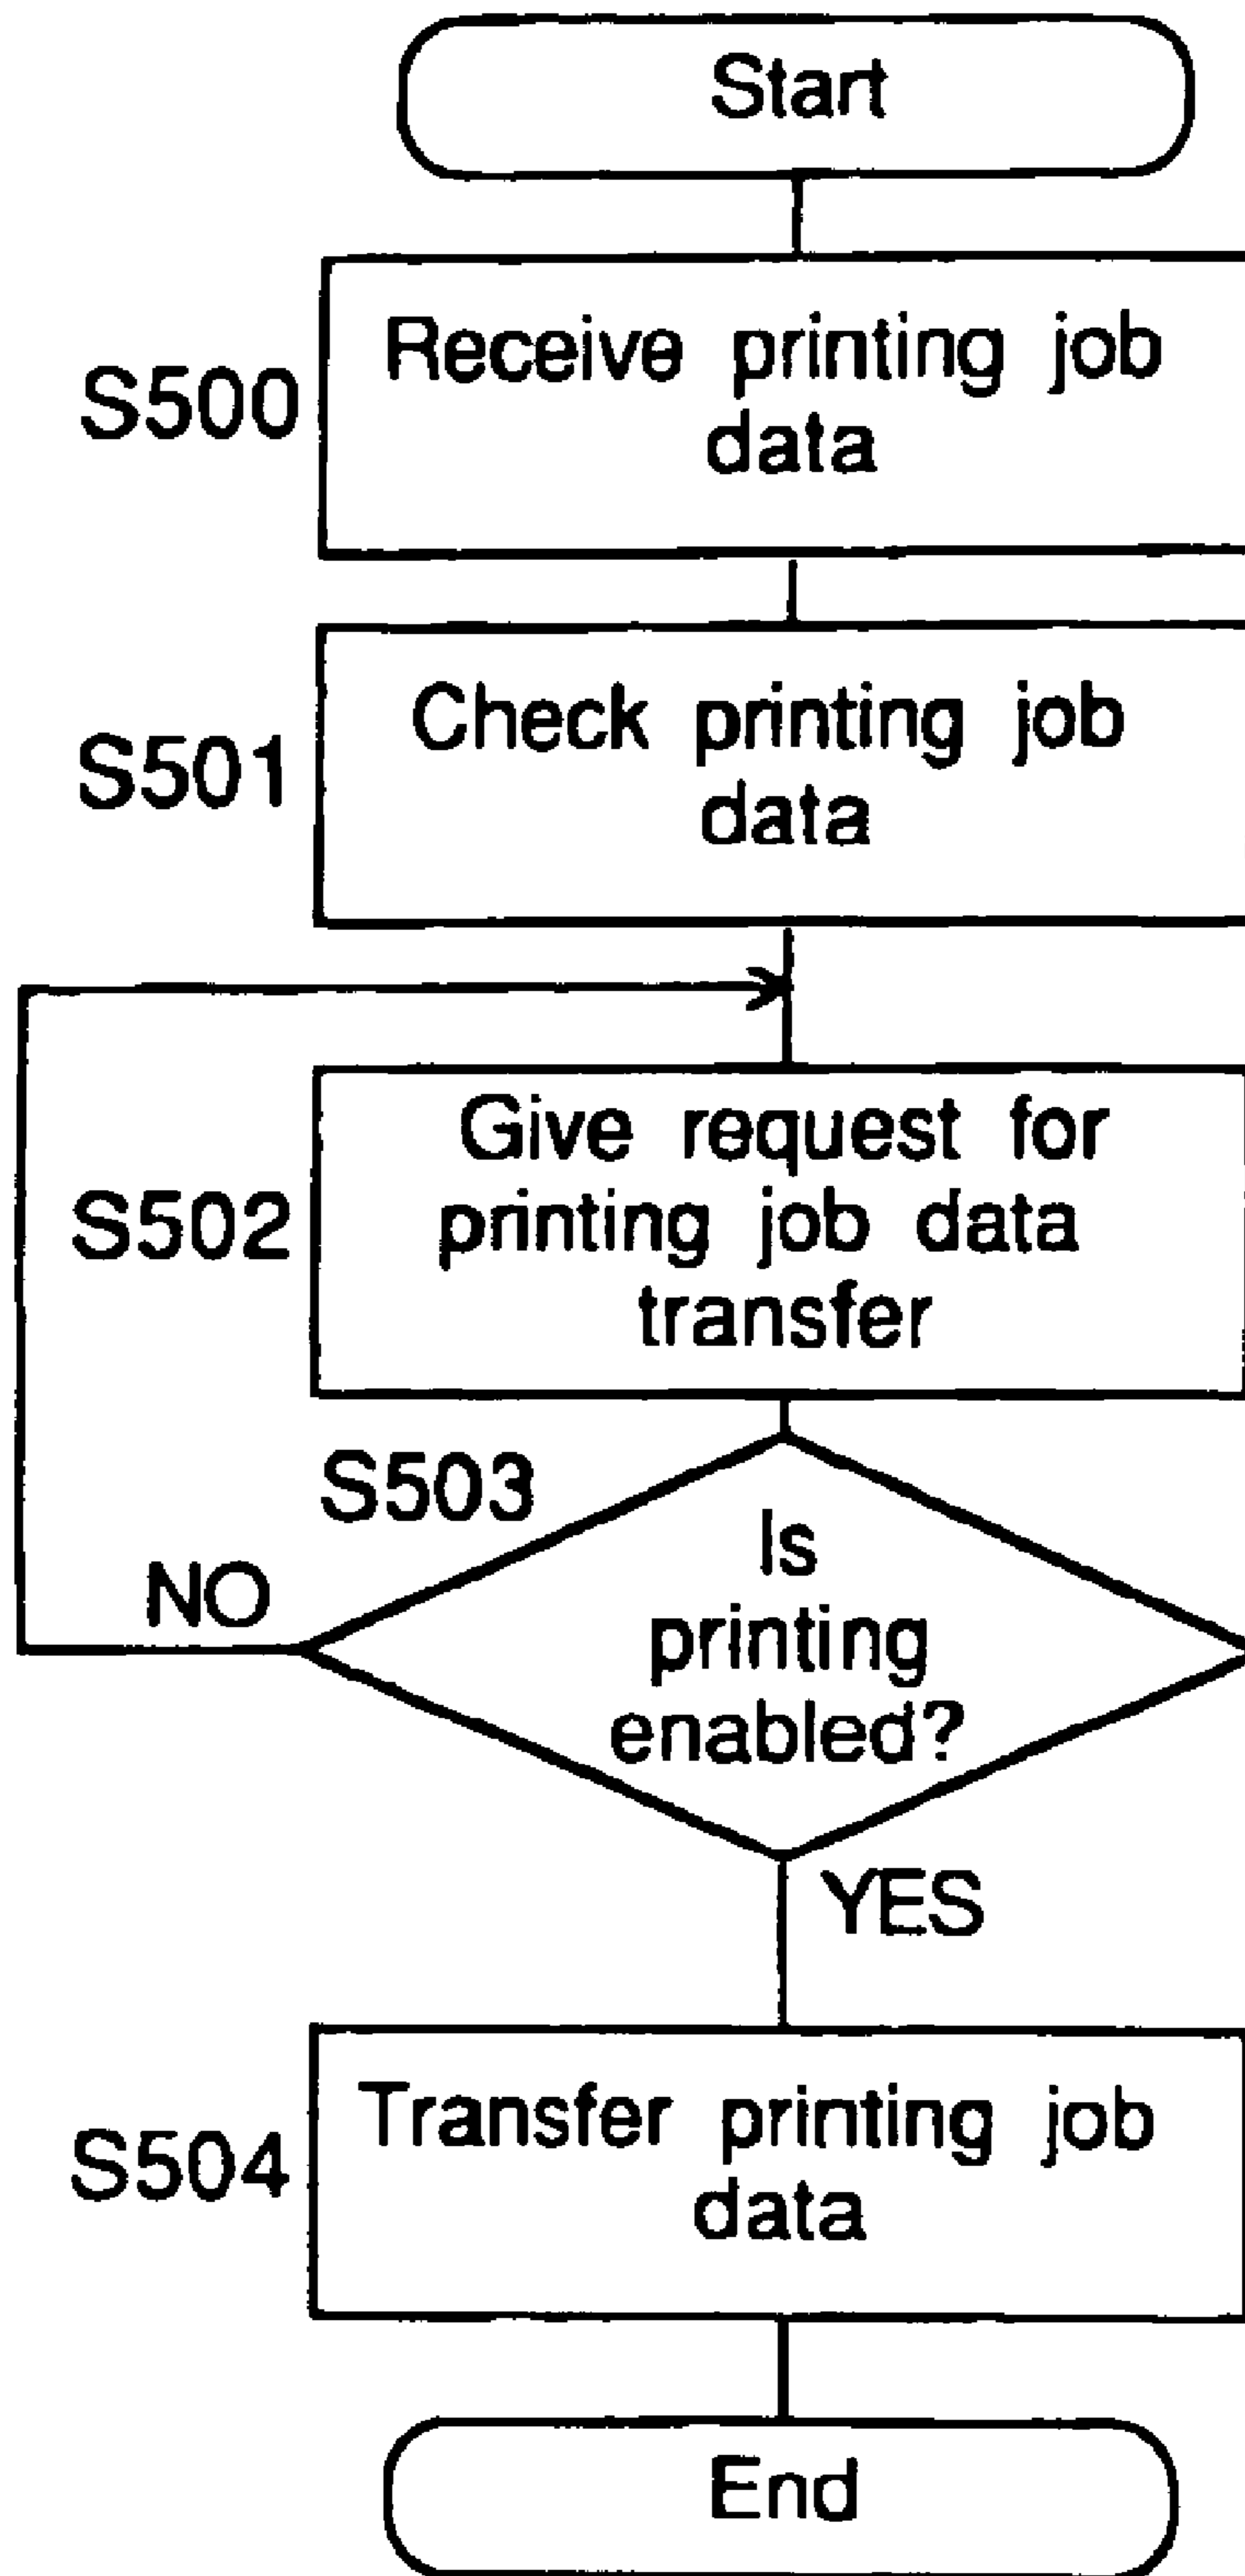 Start
S500
Receive printing job
data
S501
Check printing job
data
S502
Give request for
printing job data
transfer
S503
NO
Is
printing
enabled?
YES
S504
Transfer printing job
data
End